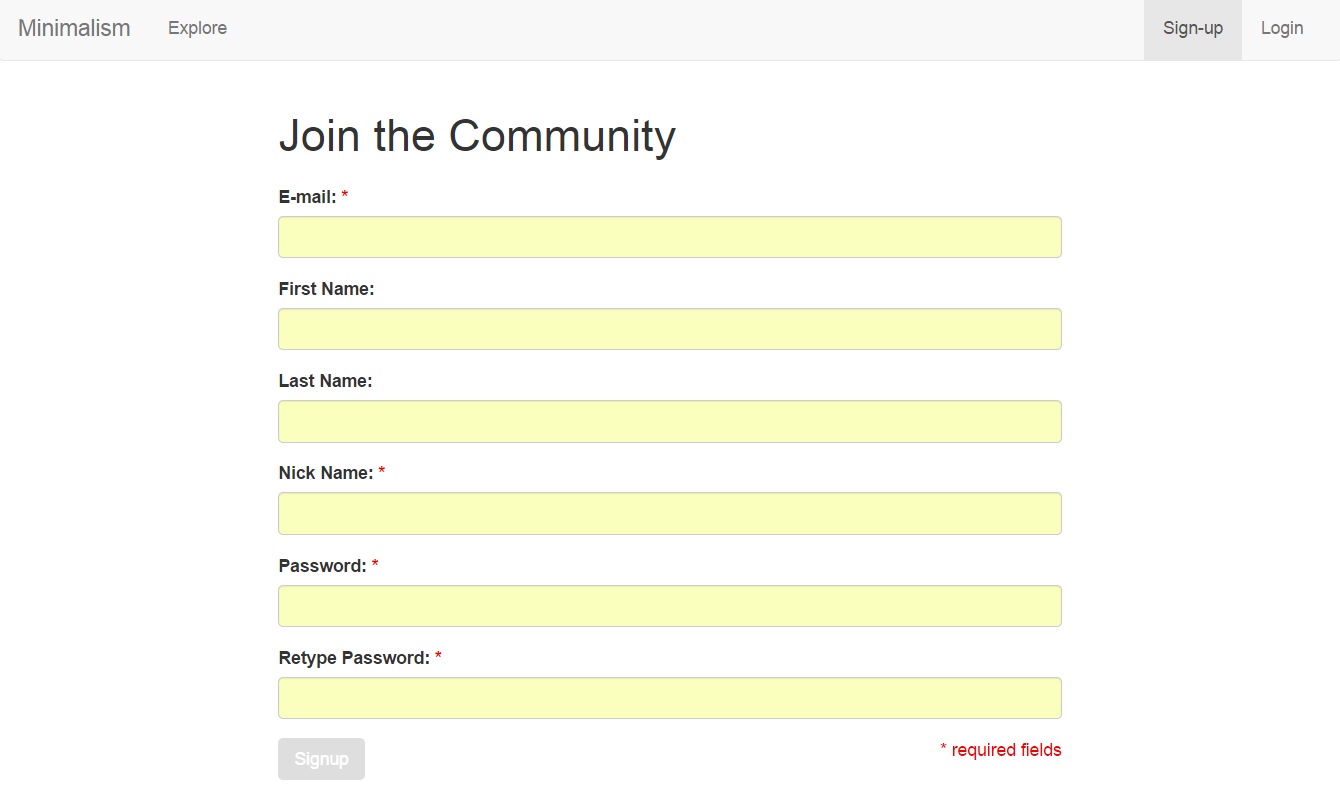 Minimalism Explore Sign-up Login
Join the Community
E-mail: *
First Name:
Last Name:
Nick Name: *
Password: *
Retype Password: *
Signup * required fields